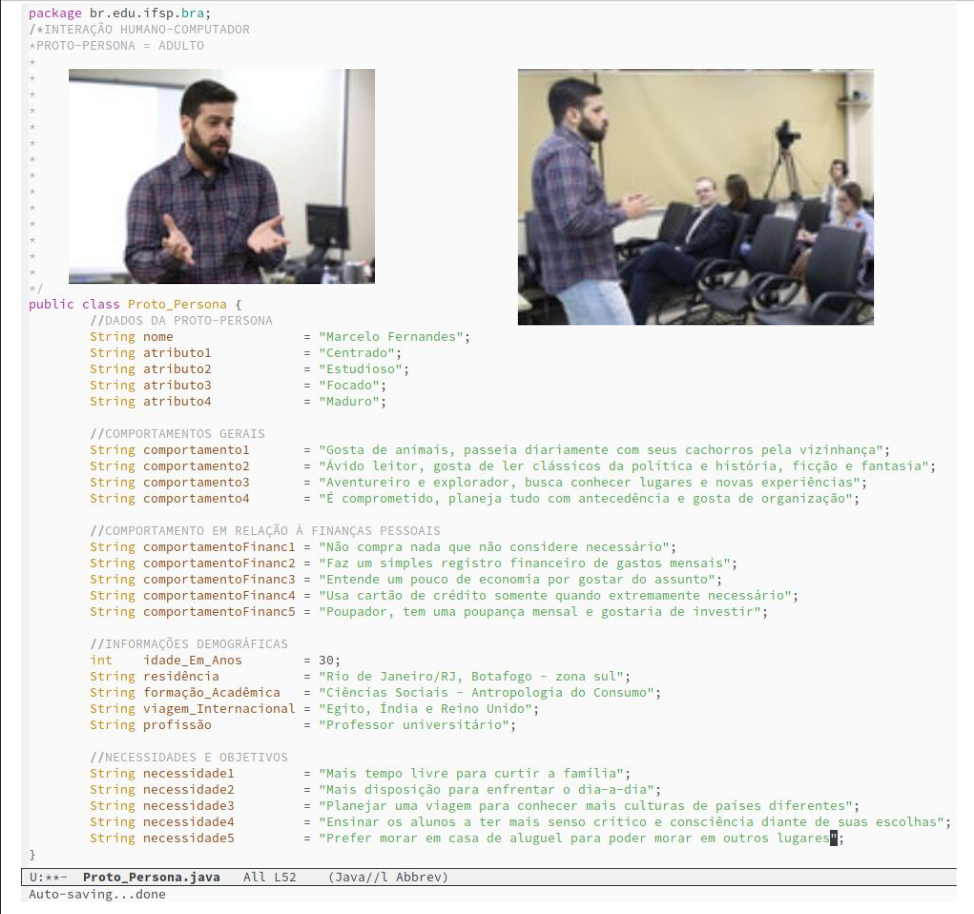 package br.edu.ifsp.bra;
/*INTERAÇÃO HUMANO-COMPUTADOR
*PROTO-PERSONA = ADULTO
*
*
*
*
*
*
*
*
*
*
*
*
*
*
*/
public class Proto_Persona {
//DADOS DA PROTO-PERSONA
String nome = "Marcelo Fernandes";
String atributo1 = "Centrado";
String atributo2 = "Estudioso";
String atributo3 = "Focado";
String atributo4 = "Maduro";
//COMPORTAMENTOS GERAIS
String comportamento1 = "Gosta de animais, passeia diariamente com seus cachorros pela vizinhança";
String comportamento2 = "Ávido leitor, gosta de ler clássicos da política e história, ficção e fantasia";
String comportamento3 = "Aventureiro e explorador, busca conhecer lugares e novas experiências";
String comportamento4 = "É comprometido, planeja tudo com antecedência e gosta de organização";
//COMPORTAMENTO EM RELAÇÃO À FINANÇAS PESSOAIS
String comportamentoFinanc1 = "Não compra nada que não considere necessário";
String comportamentoFinanc2 = "Faz um simples registro financeiro de gastos mensais";
String comportamentoFinanc3 = "Entende um pouco de economia por gostar do assunto";
String comportamentoFinanc4 = "Usa cartão de crédito somente quando extremamente necessário";
String comportamentoFinanc5 = "Poupador, tem uma poupança mensal e gostaria de investir";
//INFORMAÇÕES DEMOGRÁFICAS
int idade_Em_Anos = 30;
String residência = "Rio de Janeiro/RJ, Botafogo - zona sul";
String formação_Acadêmica = "Ciências Sociais - Antropologia do Consumo";
String viagem_Internacional = "Egito, Índia e Reino Unido";
String profissão = "Professor universitário";
//NECESSIDADES E OBJETIVOS
String necessidade1 = "Mais tempo livre para curtir a família";
String necessidade2 = "Mais disposição para enfrentar o dia-a-dia";
String necessidade3 = "Planejar uma viagem para conhecer mais culturas de países diferentes";
String necessidade4 = "Ensinar os alunos a ter mais senso crítico e consciência diante de suas escolhas";
String necessidade5 = "Prefer morar em casa de aluguel para poder morar em outros lugares";
}
U:**- Proto_Persona.java All L52 (Java//l Abbrev)
Auto-saving...done